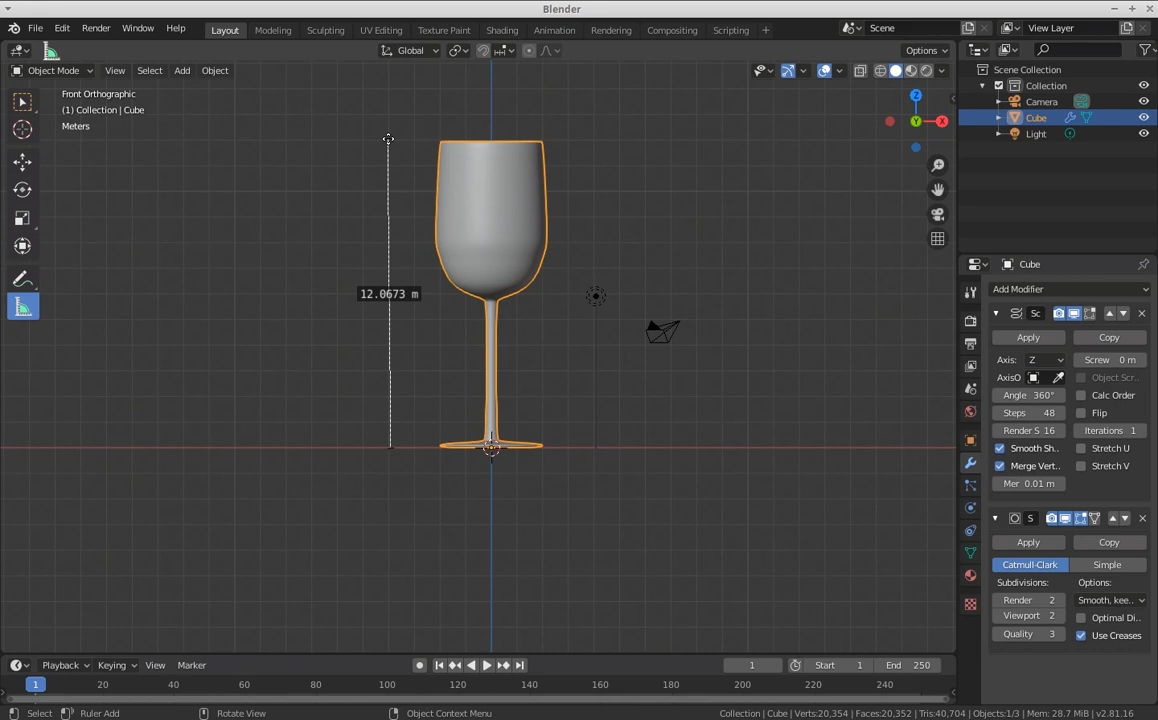 Blender
File Edit Render Window Help Layout Modeling Sculpting UV Editing Texture Paint Shading Animation Rendering Compositing Scripting + Scene View Layer
Global Options
Object Mode View Select Add Object
Front Orthographic
(1) Collection | Cube
Meters
12.0673 m
Z
Y
X
Scene Collection
Collection
Camera
Cube
Light
Cube
Add Modifier
Sc
Apply Copy
Axis: Z Screw 0 m
AxisO Object Scr..
Angle 360° Calc Order
Steps 48 Flip
Render S 16 Iterations 1
Smooth Sh.. Stretch U
Merge Vert.. Stretch V
Mer 0.01 m
S
Apply Copy
Catmull-Clark Simple
Subdivisions: Options:
Render 2 Smooth, kee..
Viewport 2 Optimal Di..
Quality 3 Use Creases
Playback Keying View Marker 1 Start 1 End 250
1 20 40 60 80 100 120 140 160 180 200 220 240
Select Ruler Add Rotate View Object Context Menu Collection | Cube | Verts:20,354 | Faces:20,352 | Tris:40,704 | Objects:1/3 | Mem: 28.7 MiB | v2.81.16